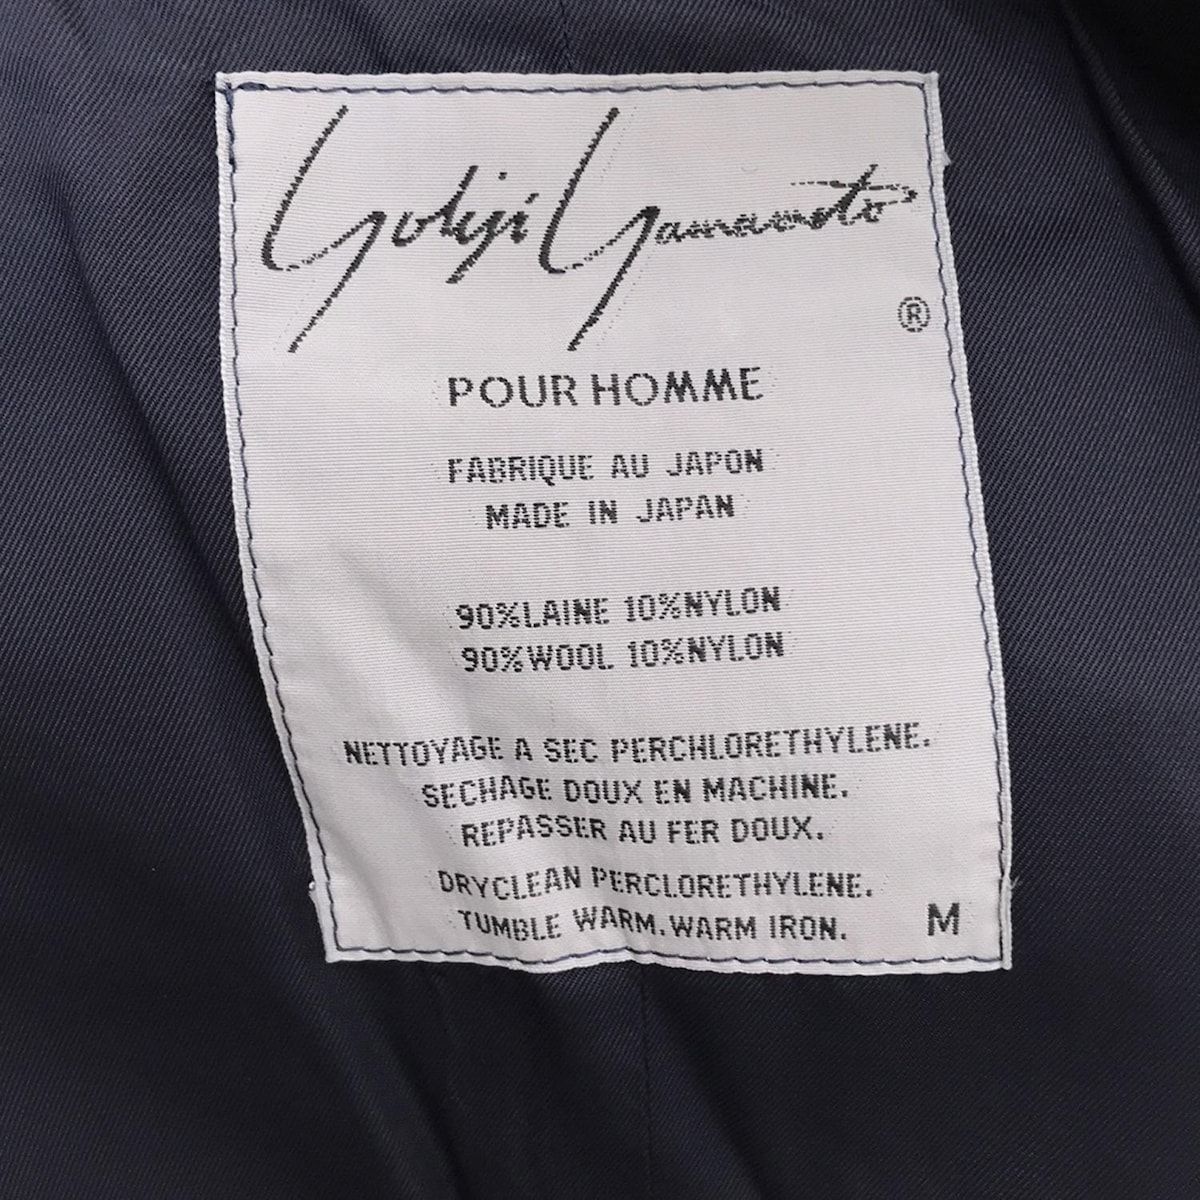 Yohji Yamamoto
®
POUR HOMME
FABRIQUE AU JAPON
MADE IN JAPAN
90%LAINE 10%NYLON
90%WOOL 10%NYLON
NETTOYAGE A SEC PERCHLORETHYLENE.
SECHAGE DOUX EN MACHINE.
REPASSER AU FER DOUX.
DRYCLEAN PERCLORETHYLENE.
TUMBLE WARM. WARM IRON. M